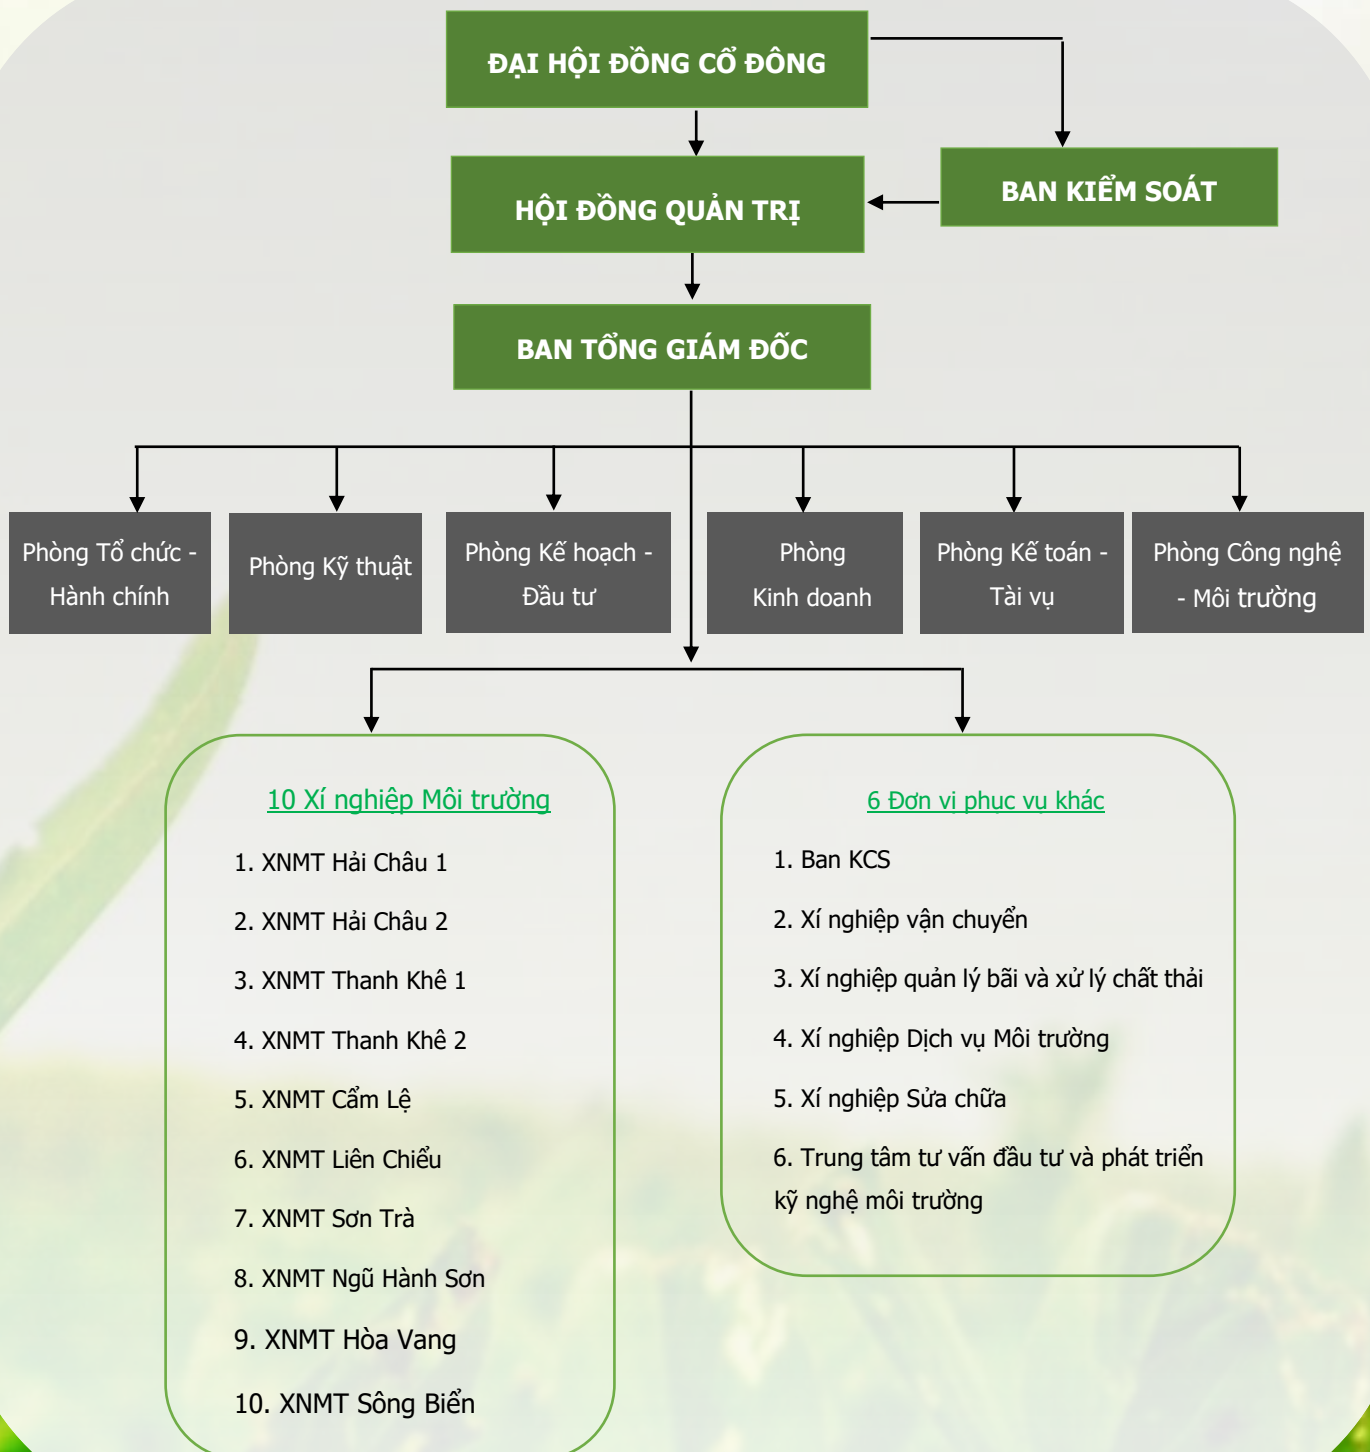 ĐẠI HỘI ĐỒNG CỔ ĐÔNG
BAN KIỂM SOÁT
HỘI ĐỒNG QUẢN TRỊ
BAN TỔNG GIÁM ĐỐC
Phòng Tổ chức -
Hành chính
Phòng Kỹ thuật
Phòng Kế hoạch -
Đầu tư
Phòng
Kinh doanh
Phòng Kế toán -
Tài vụ
Phòng Công nghệ
- Môi trường
10 Xí nghiệp Môi trường
1. XNMT Hải Châu 1
2. XNMT Hải Châu 2
3. XNMT Thanh Khê 1
4. XNMT Thanh Khê 2
5. XNMT Cẩm Lệ
6. XNMT Liên Chiểu
7. XNMT Sơn Trà
8. XNMT Ngũ Hành Sơn
9. XNMT Hòa Vang
10. XNMT Sông Biển
6 Đơn vị phục vụ khác
1. Ban KCS
2. Xí nghiệp vận chuyển
3. Xí nghiệp quản lý bãi và xử lý chất thải
4. Xí nghiệp Dịch vụ Môi trường
5. Xí nghiệp Sửa chữa
6. Trung tâm tư vấn đầu tư và phát triển
kỹ nghệ môi trường